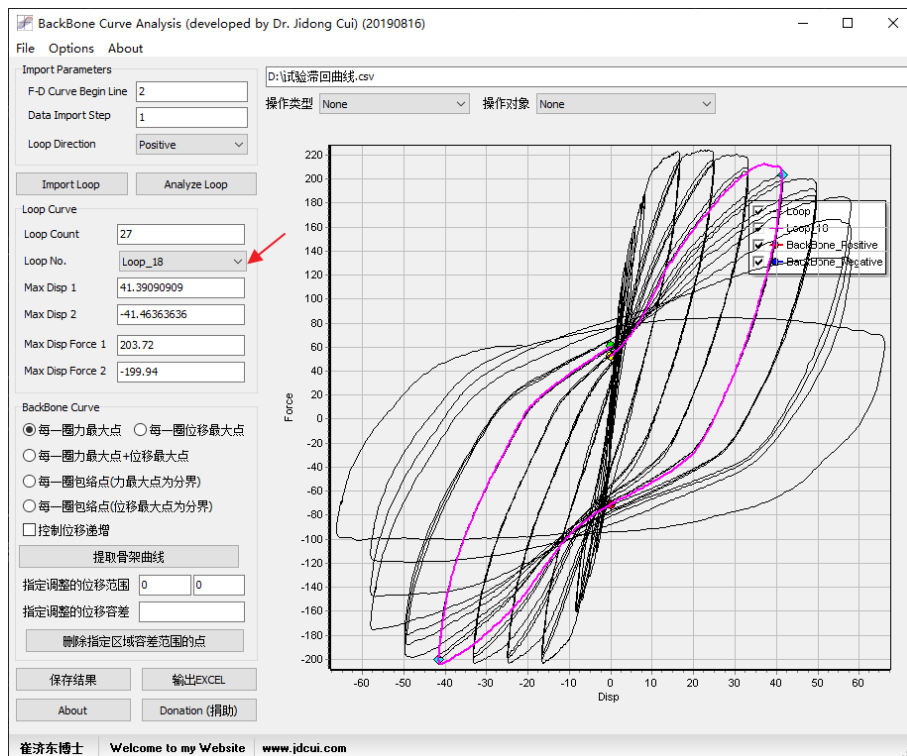 BackBone Curve Analysis (developed by Dr. Jidong Cui) (20190816)
File Options About
Import Parameters
F-D Curve Begin Line 2
Data Import Step 1
Loop Direction Positive
Import Loop Analyze Loop
Loop Curve
Loop Count 27
Loop No. Loop_18
Max Disp 1 41.39090909
Max Disp 2 -41.46363636
Max Disp Force 1 203.72
Max Disp Force 2 -199.94
BackBone Curve
每一圈力最大点 每一圈位移最大点
每一圈力最大点+位移最大点
每一圈包络点(力最大点为分界)
每一圈包络点(位移最大点为分界)
控制位移递增
提取骨架曲线
指定调整的位移范围 0 0
指定调整的位移容差
删除指定区域容差范围的点
保存结果 输出EXCEL
About Donation (捐助)
D:\试验滞回曲线.csv
操作类型 None 操作对象 None
220
200
180
160
140
120
100
80
60
40
20
0
-20
-40
-60
-80
-100
-120
-140
-160
-180
-200
Force
Loop
Loop_18
BackBone_Positive
BackBone_Negative
-60 -50 -40 -30 -20 -10 0 10 20 30 40 50 60
Disp
崔济东博士 Welcome to my Website www.jdcui.com